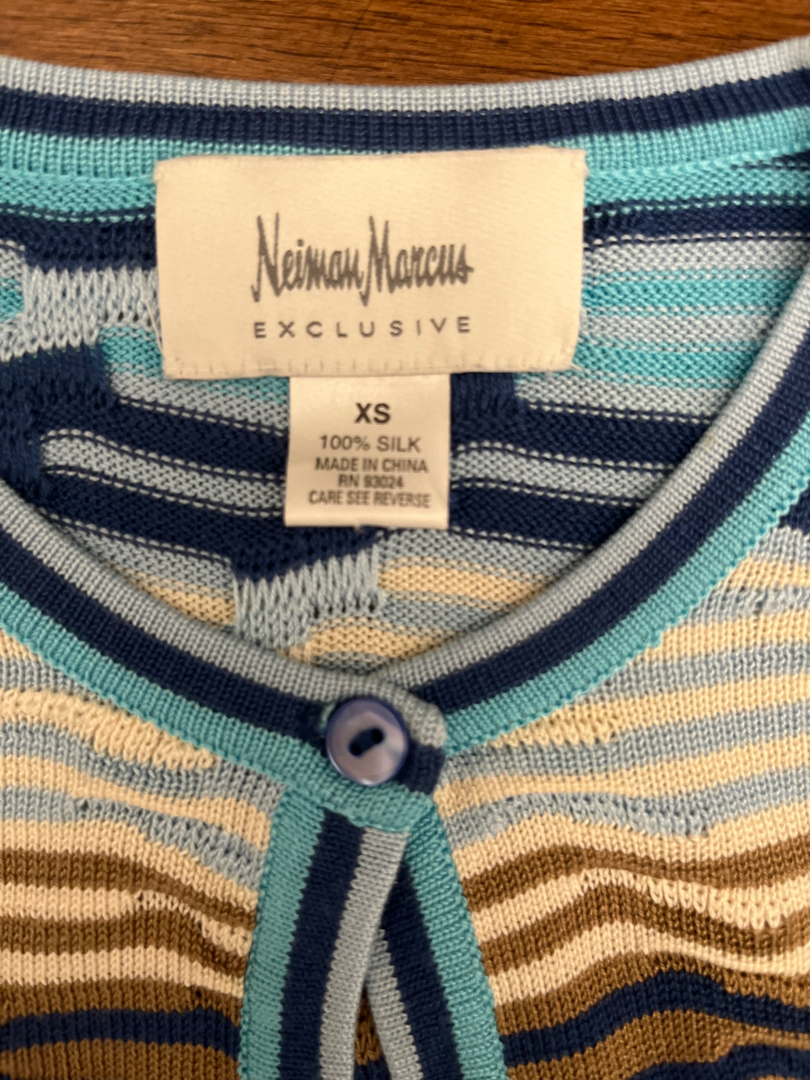 Neiman Marcus
EXCLUSIVE
XS
100% SILK
MADE IN CHINA
RN 93024
CARE SEE REVERSE